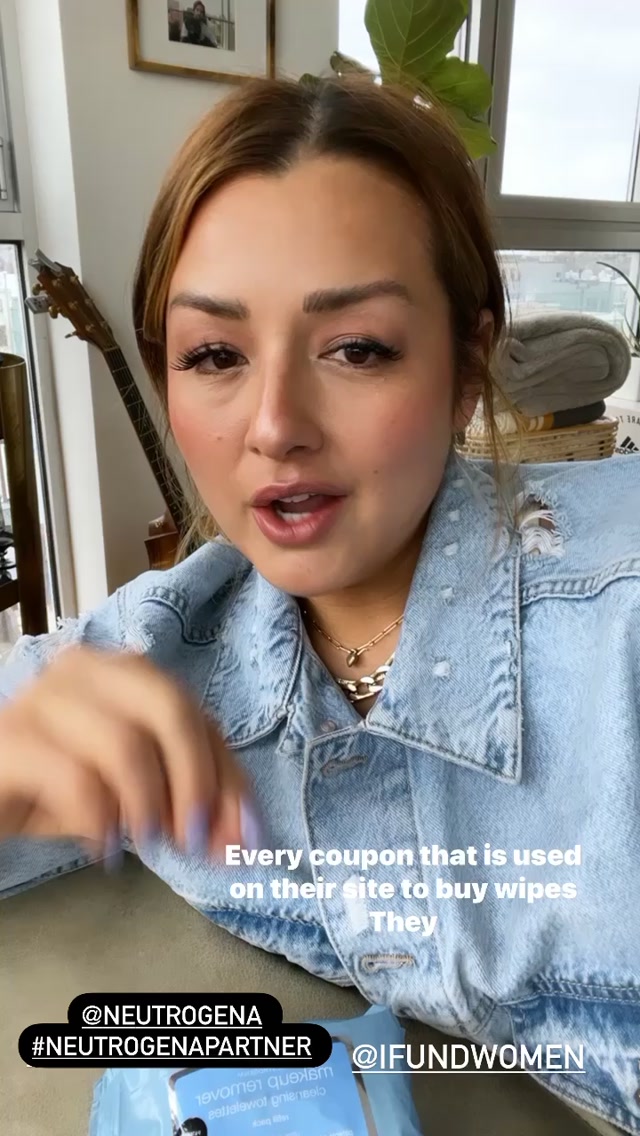 Every coupon that is used
on their site to buy wipes
They
@NEUTROGENA
#NEUTROGENAPARTNER
@IFUNDWOMEN
makeup remover
cleansing towelettes
refill pack